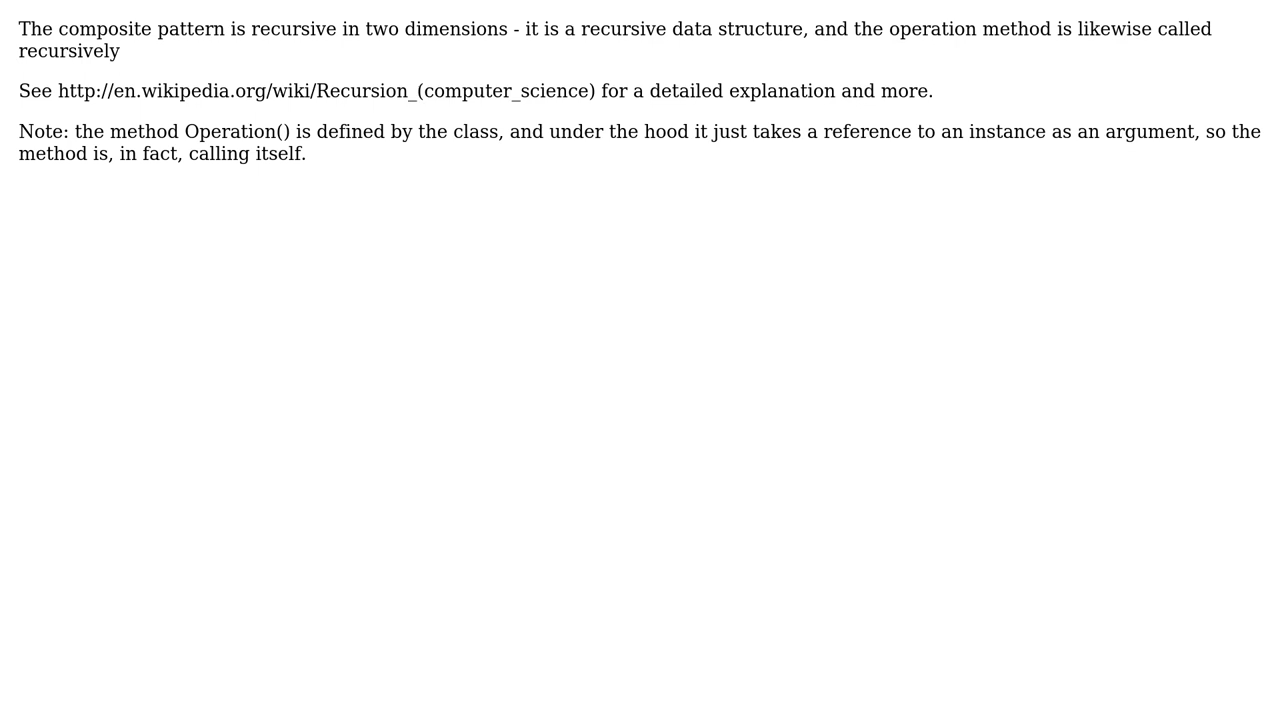 The composite pattern is recursive in two dimensions - it is a recursive data structure, and the operation method is likewise called
recursively
See http://en.wikipedia.org/wiki/Recursion_(computer_science) for a detailed explanation and more.
Note: the method Operation() is defined by the class, and under the hood it just takes a reference to an instance as an argument, so the
method is, in fact, calling itself.